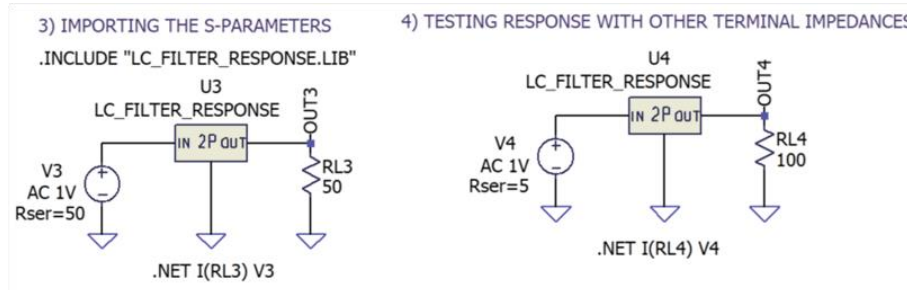 3) IMPORTING THE S-PARAMETERS
.INCLUDE "LC_FILTER_RESPONSE.LIB"
U3
LC_FILTER_RESPONSE
OUT3
IN 2P OUT
V3
AC 1V
Rser=50
RL3
50
.NET I(RL3) V3
4) TESTING RESPONSE WITH OTHER TERMINAL IMPEDANCES
U4
LC_FILTER_RESPONSE
OUT4
IN 2P OUT
V4
AC 1V
Rser=5
RL4
100
.NET I(RL4) V4